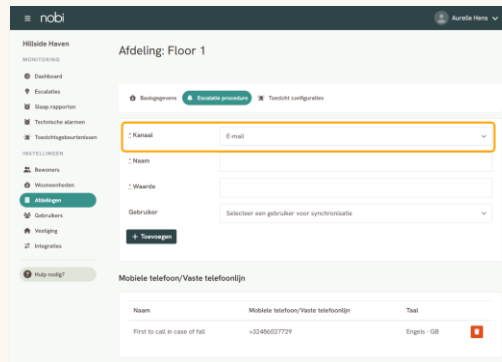 nobi
Aurelie Hens
Hillside Haven
MONITORING
Dashboard
Escalaties
Slaap rapporten
Technische alarmen
Toezichtsgebeurtenissen
INSTELLINGEN
Bewoners
Wooneenheden
Afdelingen
Gebruikers
Vestiging
Integraties
Hulp nodig?
Afdeling: Floor 1
Basisgegevens Escalatie procedure Toezicht configuraties
* Kanaal E-mail
* Naam
* Waarde
Gebruiker Selecteer een gebruiker voor synchronisatie
+ Toevoegen
Mobiele telefoon/Vaste telefoonlijn
Naam Mobiele telefoon/Vaste telefoonlijn Taal
First to call in case of fall +32486027729 Engels - GB